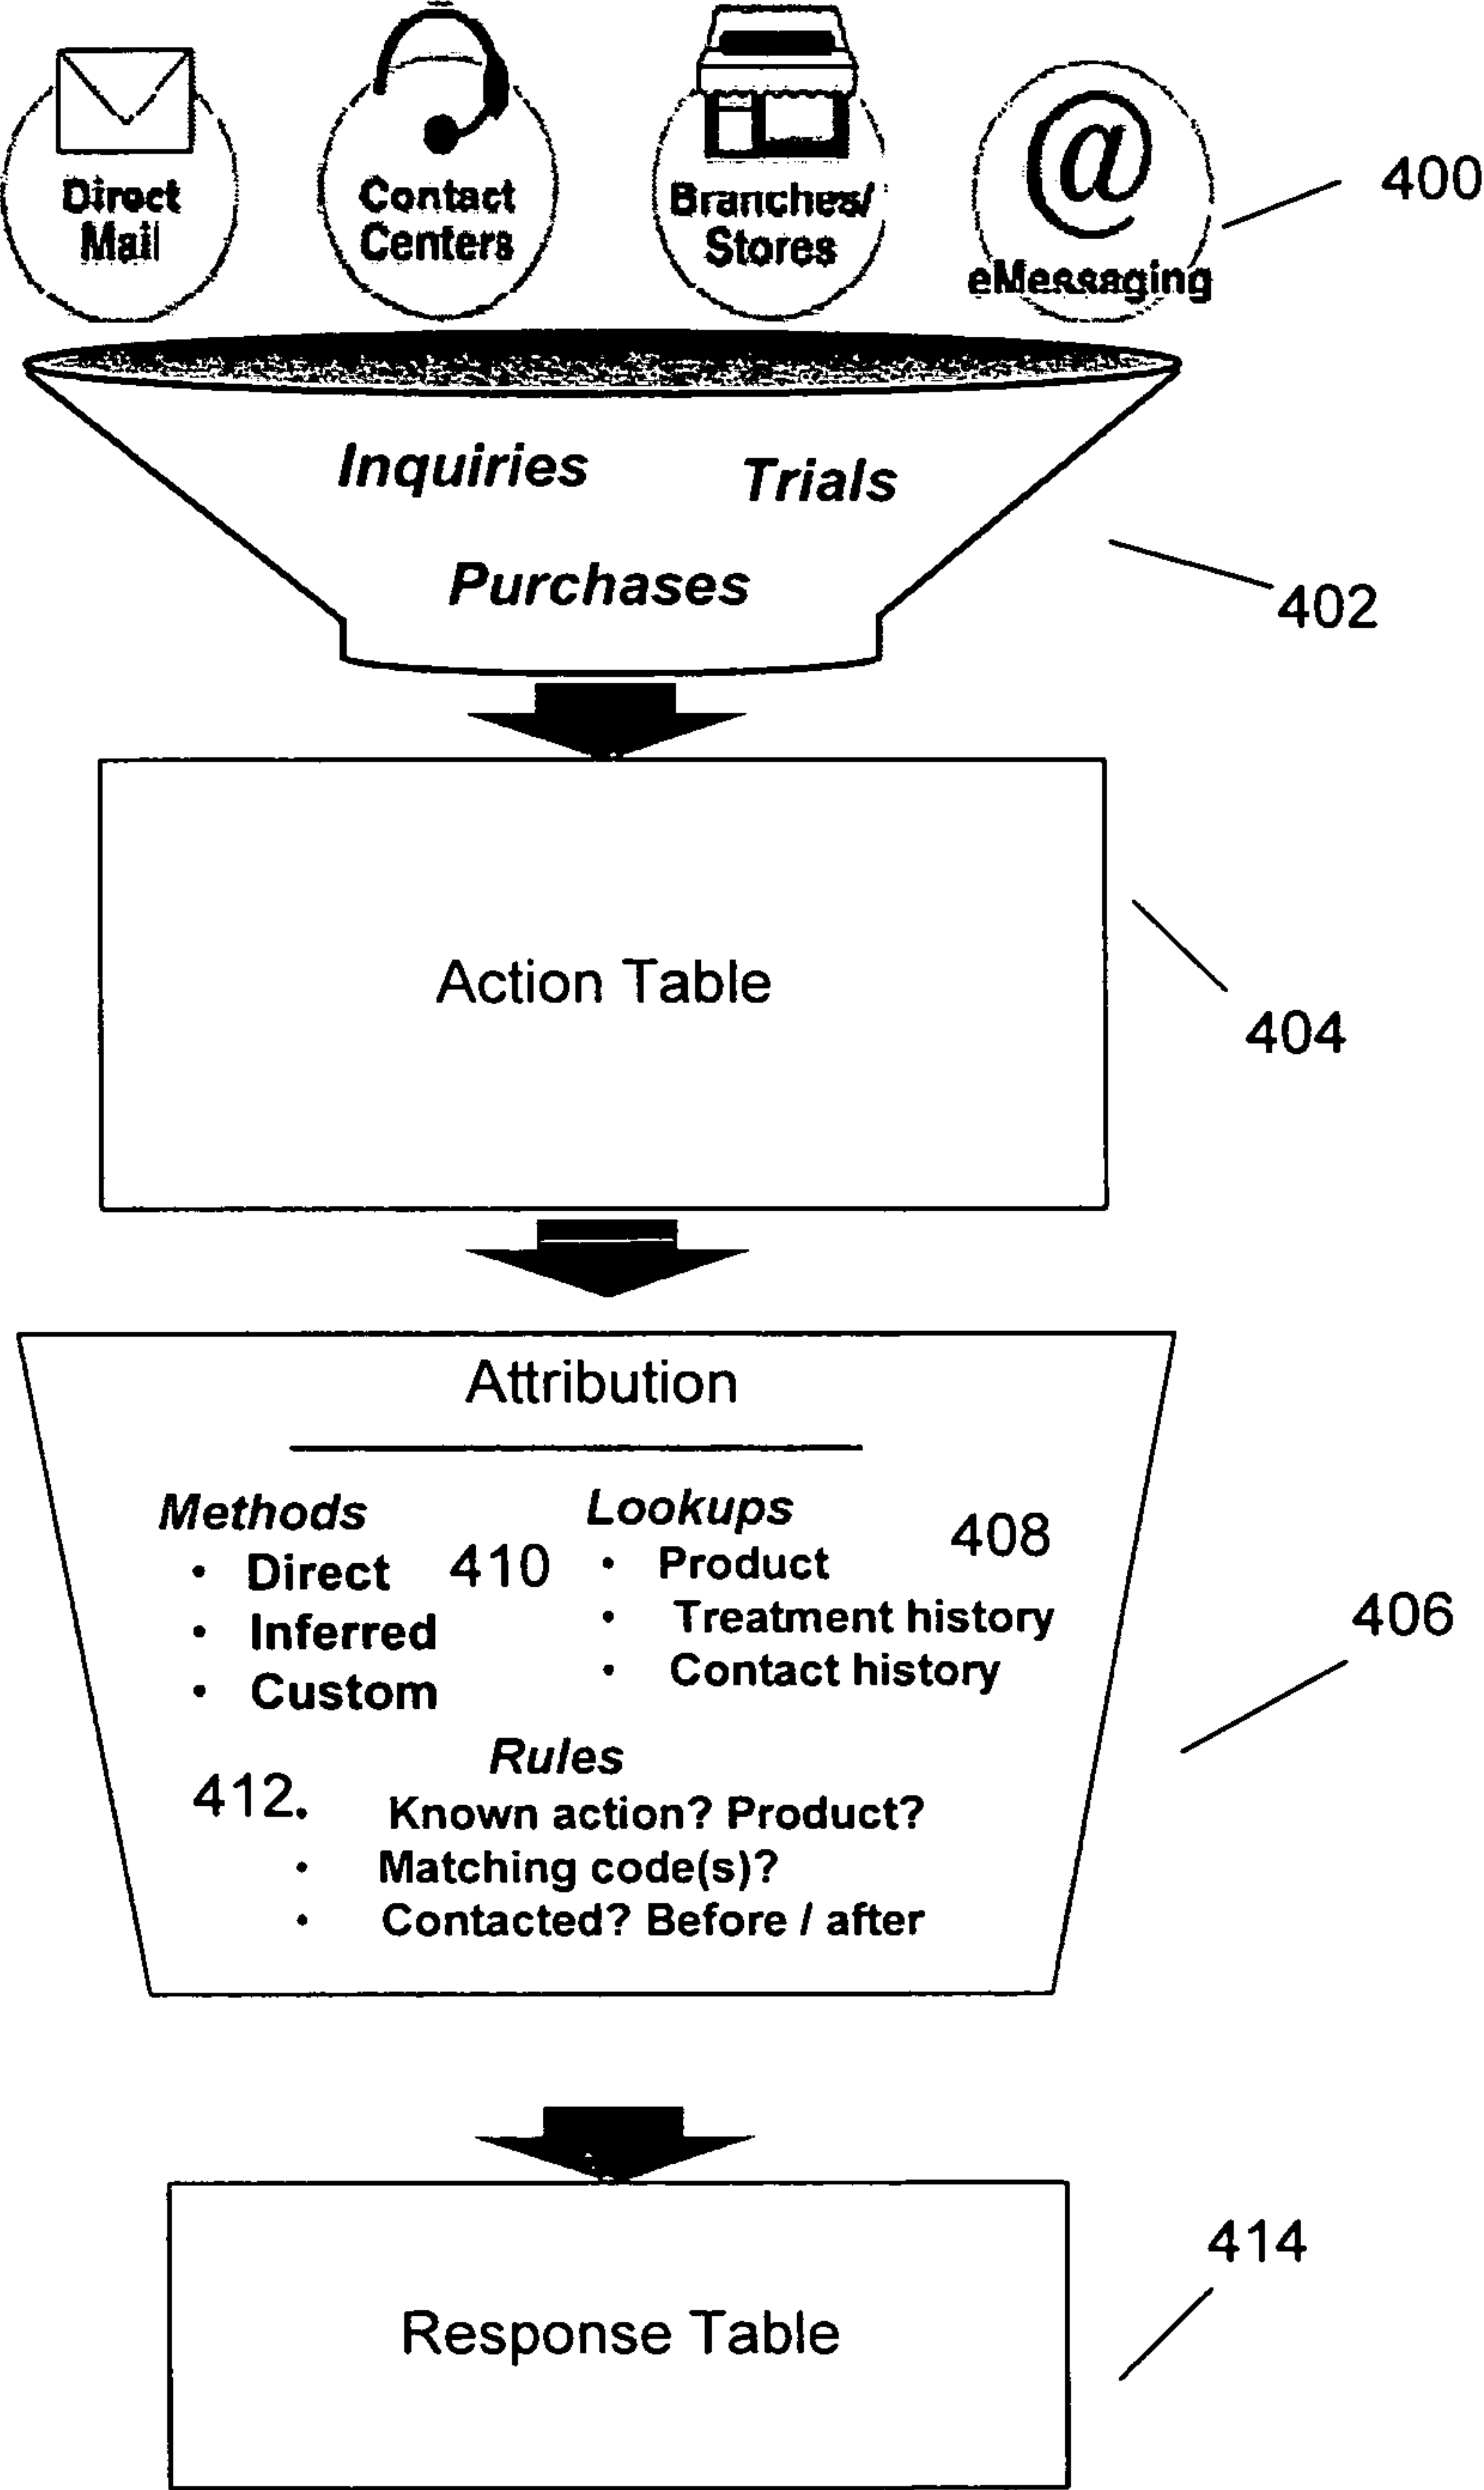 Direct
Mail
Contact
Centers
Branches/
Stores
@
eMessaging
400
Inquiries
Trials
Purchases
402
Action Table
404
Attribution
Methods
• Direct
• Inferred
• Custom
410
Lookups
• Product
• Treatment history
• Contact history
408
406
Rules
412
• Known action? Product?
• Matching code(s)?
• Contacted? Before / after
Response Table
414